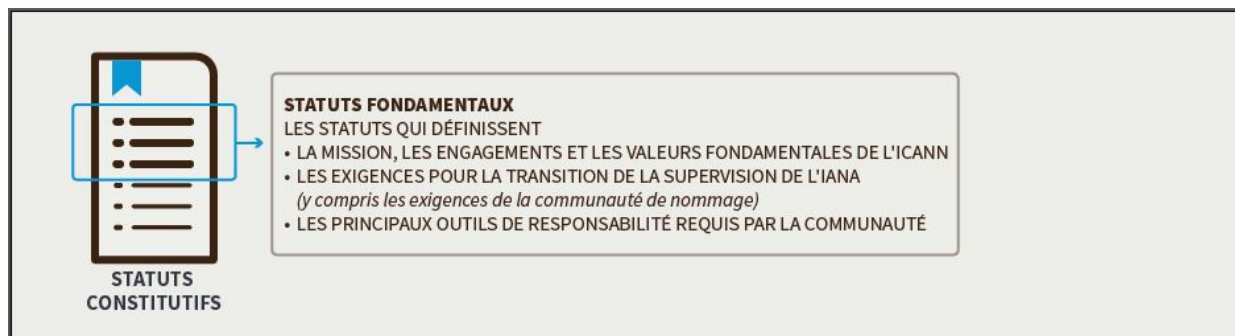 STATUTS FONDAMENTAUX
LES STATUTS QUI DÉFINISSENT
• LA MISSION, LES ENGAGEMENTS ET LES VALEURS FONDAMENTALES DE L'ICANN
• LES EXIGENCES POUR LA TRANSITION DE LA SUPERVISION DE L'IANA
(y compris les exigences de la communauté de nommage)
• LES PRINCIPAUX OUTILS DE RESPONSABILITÉ REQUIS PAR LA COMMUNAUTÉ
STATUTS
CONSTITUTIFS